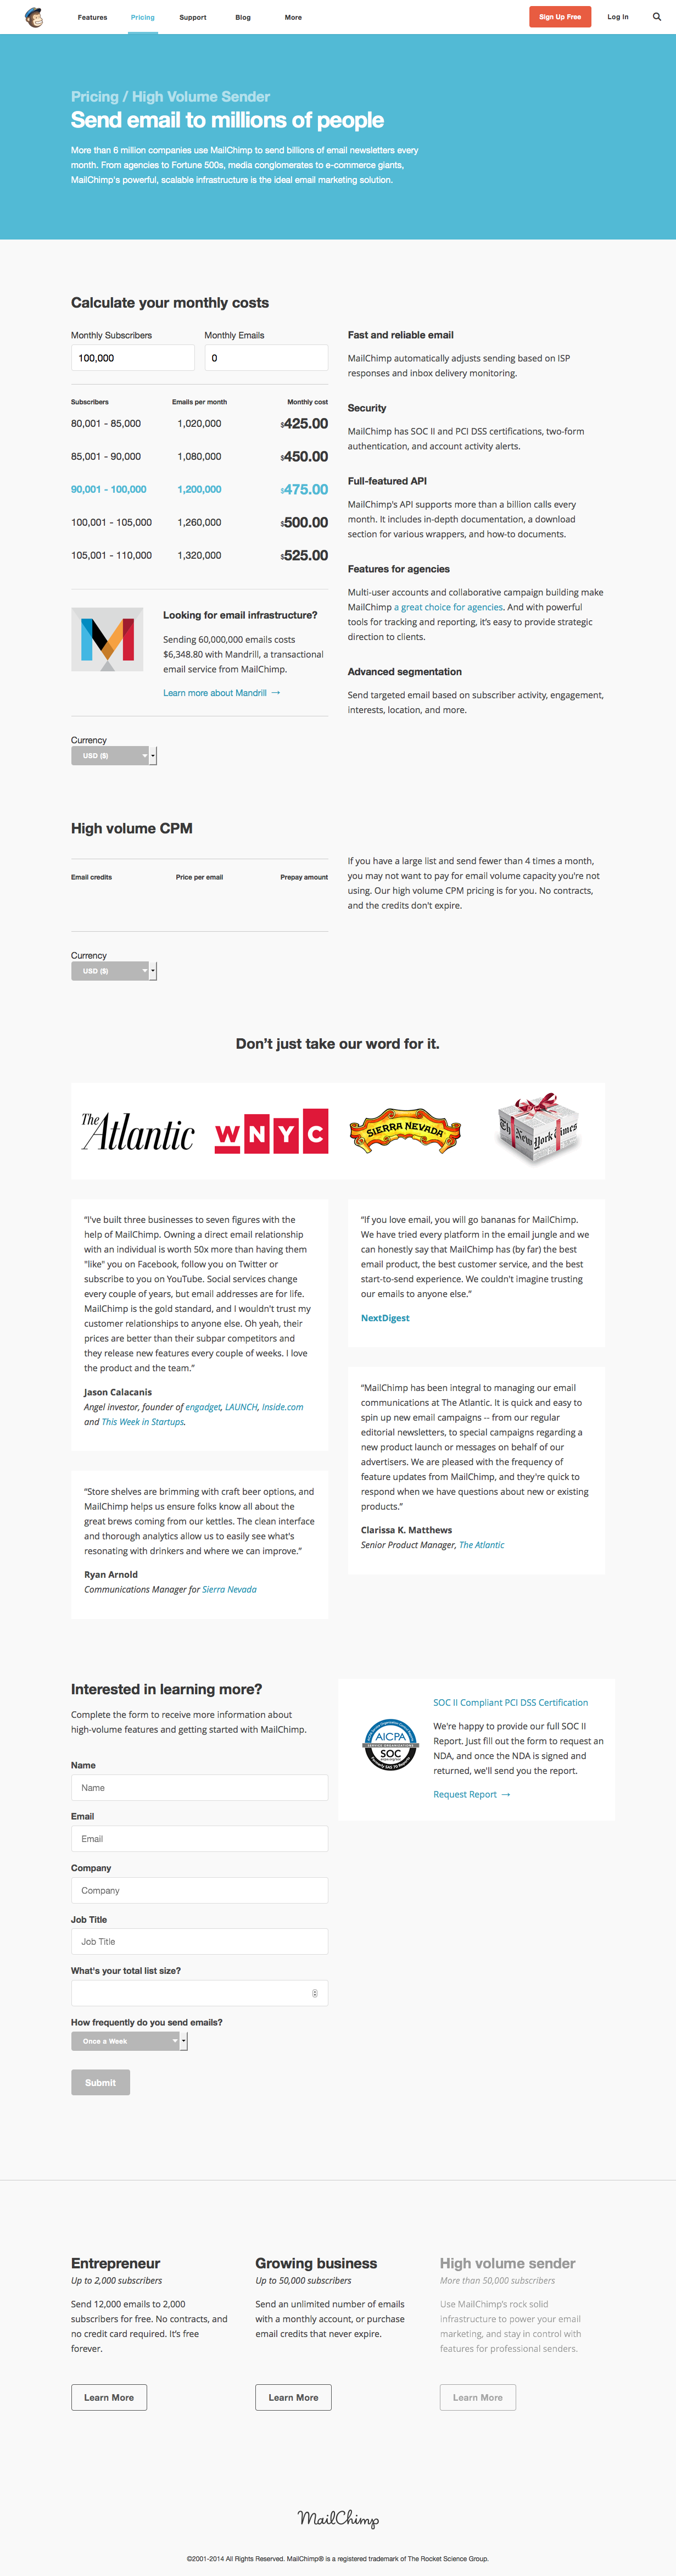 Features Pricing Support Blog More Sign Up Free Log In
Pricing / High Volume Sender
Send email to millions of people
More than 6 million companies use MailChimp to send billions of email newsletters every
month. From agencies to Fortune 500s, media conglomerates to e-commerce giants,
MailChimp's powerful, scalable infrastructure is the ideal email marketing solution.
Calculate your monthly costs
Monthly Subscribers Monthly Emails
100,000 0
Subscribers Emails per month Monthly cost
80,001 - 85,000 1,020,000 $425.00
85,001 - 90,000 1,080,000 $450.00
90,001 - 100,000 1,200,000 $475.00
100,001 - 105,000 1,260,000 $500.00
105,001 - 110,000 1,320,000 $525.00
Looking for email infrastructure?
Sending 60,000,000 emails costs
$6,348.80 with Mandrill, a transactional
email service from MailChimp.
Learn more about Mandrill →
Currency
USD ($)
Fast and reliable email
MailChimp automatically adjusts sending based on ISP
responses and inbox delivery monitoring.
Security
MailChimp has SOC II and PCI DSS certifications, two-form
authentication, and account activity alerts.
Full-featured API
MailChimp's API supports more than a billion calls every
month. It includes in-depth documentation, a download
section for various wrappers, and how-to documents.
Features for agencies
Multi-user accounts and collaborative campaign building make
MailChimp a great choice for agencies. And with powerful
tools for tracking and reporting, it's easy to provide strategic
direction to clients.
Advanced segmentation
Send targeted email based on subscriber activity, engagement,
interests, location, and more.
High volume CPM
Email credits Price per email Prepay amount
Currency
USD ($)
If you have a large list and send fewer than 4 times a month,
you may not want to pay for email volume capacity you're not
using. Our high volume CPM pricing is for you. No contracts,
and the credits don't expire.
Don't just take our word for it.
The Atlantic
WNYC
SIERRA NEVADA
The New York Times
"I've built three businesses to seven figures with the
help of MailChimp. Owning a direct email relationship
with an individual is worth 50x more than having them
"like" you on Facebook, follow you on Twitter or
subscribe to you on YouTube. Social services change
every couple of years, but email addresses are for life.
MailChimp is the gold standard, and I wouldn't trust my
customer relationships to anyone else. Oh yeah, their
prices are better than their subpar competitors and
they release new features every couple of weeks. I love
the product and the team."
Jason Calacanis
Angel investor, founder of engadget, LAUNCH, Inside.com
and This Week in Startups.
"Store shelves are brimming with craft beer options, and
MailChimp helps us ensure folks know all about the
great brews coming from our kettles. The clean interface
and thorough analytics allow us to easily see what's
resonating with drinkers and where we can improve."
Ryan Arnold
Communications Manager for Sierra Nevada
"If you love email, you will go bananas for MailChimp.
We have tried every platform in the email jungle and we
can honestly say that MailChimp has (by far) the best
email product, the best customer service, and the best
start-to-send experience. We couldn't imagine trusting
our emails to anyone else."
NextDigest
"MailChimp has been integral to managing our email
communications at The Atlantic. It is quick and easy to
spin up new email campaigns -- from our regular
editorial newsletters, to special campaigns regarding a
new product launch or messages on behalf of our
advertisers. We are pleased with the frequency of
feature updates from MailChimp, and they're quick to
respond when we have questions about new or existing
products."
Clarissa K. Matthews
Senior Product Manager, The Atlantic
Interested in learning more?
Complete the form to receive more information about
high-volume features and getting started with MailChimp.
Name
Name
Email
Email
Company
Company
Job Title
Job Title
What's your total list size?
How frequently do you send emails?
Once a Week
Submit
AICPA
SOC
SOC II Compliant PCI DSS Certification
We're happy to provide our full SOC II
Report. Just fill out the form to request an
NDA, and once the NDA is signed and
returned, we'll send you the report.
Request Report →
Entrepreneur
Up to 2,000 subscribers
Send 12,000 emails to 2,000
subscribers for free. No contracts, and
no credit card required. It's free
forever.
Learn More
Growing business
Up to 50,000 subscribers
Send an unlimited number of emails
with a monthly account, or purchase
email credits that never expire.
Learn More
High volume sender
More than 50,000 subscribers
Use MailChimp's rock solid
infrastructure to power your email
marketing, and stay in control with
features for professional senders.
Learn More
MailChimp
©2001-2014 All Rights Reserved. MailChimp® is a registered trademark of The Rocket Science Group.